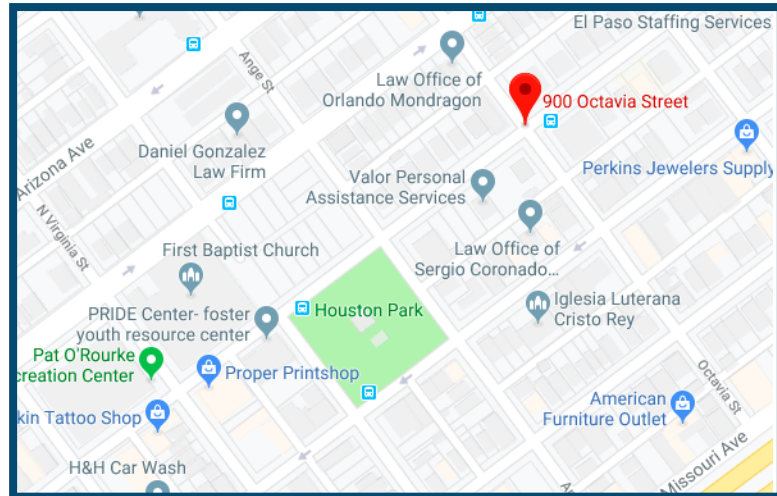 El Paso Staffing Services
Ange St
Law Office of
Orlando Mondragon
900 Octavia Street
Arizona Ave
Daniel Gonzalez
Law Firm
Perkins Jewelers Supply
Valor Personal
Assistance Services
N Virginia St
First Baptist Church
Law Office of
Sergio Coronado...
PRIDE Center- foster
youth resource center
Houston Park
Iglesia Luterana
Cristo Rey
Pat O'Rourke
creation Center
Proper Printshop
Octavia St
American
Furniture Outlet
kin Tattoo Shop
Missouri Ave
H&H Car Wash